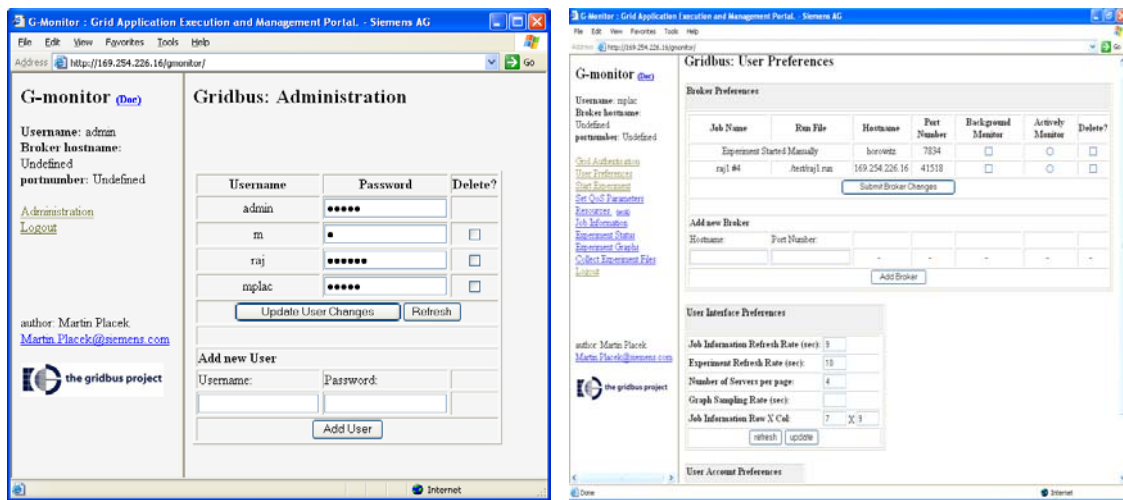 G-Monitor : Grid Application Execution and Management Portal. - Siemens AG
File Edit View Favorites Tools Help
Address http://169.254.226.16/gmonitor/ Go
G-monitor (Doc)
Username: admin
Broker hostname:
Undefined
portnumber: Undefined
Administration
Logout
author: Martin Placek
Martin.Placek@siemens.com
the gridbus project
Gridbus: Administration
Username Password Delete?
admin •••••
m •
raj ••••••
mplac •••••
Update User Changes Refresh
Add new User
Username: Password:
Add User
Internet
G-Monitor : Grid Application Execution and Management Portal. - Siemens AG
File Edit View Favorites Tools Help
Address http://169.254.226.16/gmonitor/ Go
G-monitor (Doc)
Username: mplac
Broker hostname:
Undefined
portnumber: Undefined
Grid Authentication
User Preferences
Start Experiment
Set QoS Parameters
Resources
Job Information
Experiment Status
Experiment Graphs
Collect Experiment Files
Logout
author: Martin Placek
Martin.Placek@siemens.com
the gridbus project
Gridbus: User Preferences
Broker Preferences
Job Name Run File Hostname Port Number Background Monitor Actively Monitor Delete?
Experiment Started Manually horowitz 7834
raj1 #4 ./test/raj1.run 169.254.226.16 41518
Submit Broker Changes
Add new Broker
Hostname: Port Number:
- - - -
Add Broker
User Interface Preferences
Job Information Refresh Rate (sec): 9
Experiment Refresh Rate (sec): 10
Number of Servers per page: 4
Graph Sampling Rate (sec):
Job Information Row X Col: 7 X 9
refresh update
User Account Preferences
Done Internet